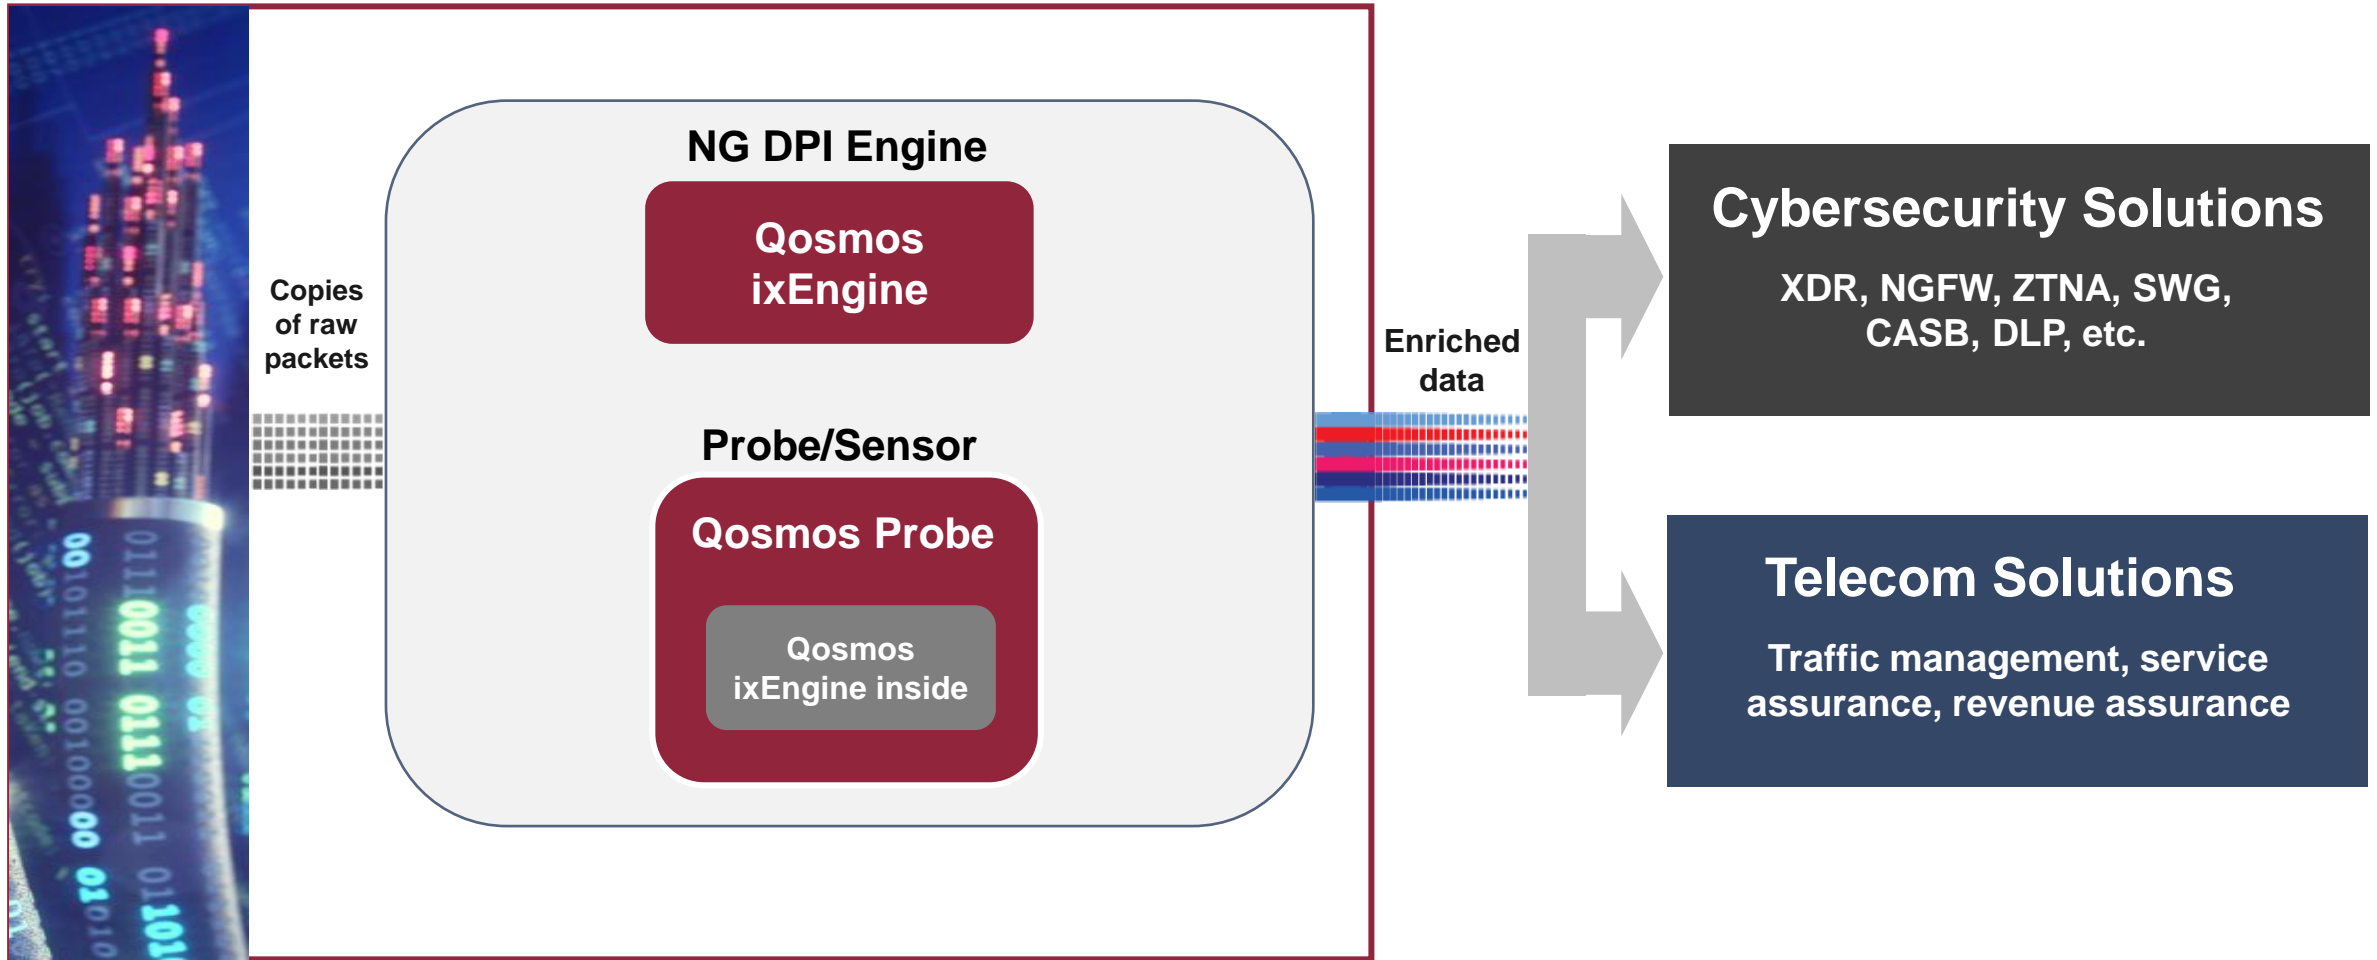 Copies
of raw
packets
NG DPI Engine
Qosmos
ixEngine
Probe/Sensor
Qosmos Probe
Qosmos
ixEngine inside
Enriched
data
Cybersecurity Solutions
XDR, NGFW, ZTNA, SWG,
CASB, DLP, etc.
Telecom Solutions
Traffic management, service
assurance, revenue assurance